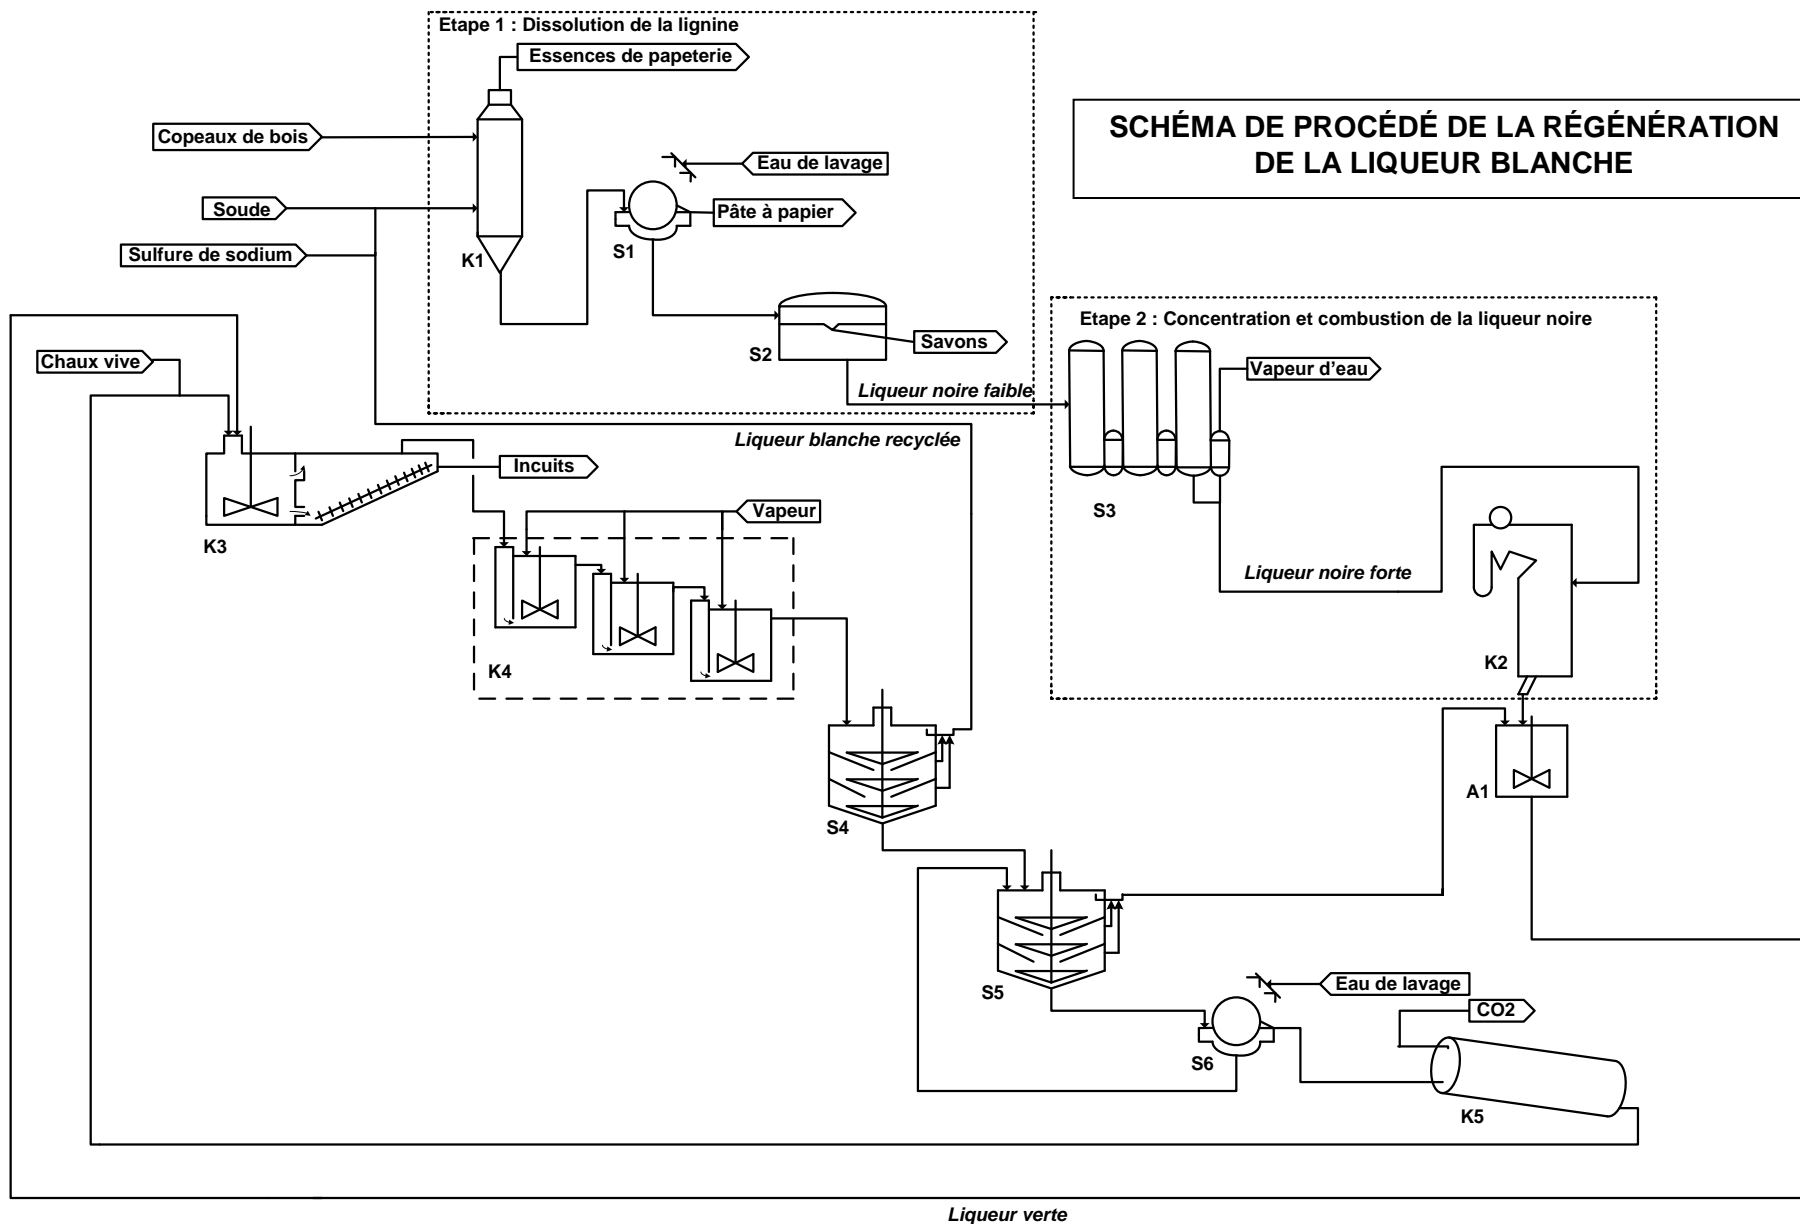 Etape 1 : Dissolution de la lignine
Essences de papeterie
SCHÉMA DE PROCÉDÉ DE LA RÉGÉNÉRATION
DE LA LIQUEUR BLANCHE
Copeaux de bois
Eau de lavage
Soude
Pâte à papier
Sulfure de sodium
K1
S1
Etape 2 : Concentration et combustion de la liqueur noire
Chaux vive
S2
Savons
Vapeur d'eau
Liqueur noire faible
Liqueur blanche recyclée
Incuits
Vapeur
S3
K3
Liqueur noire forte
K4
K2
A1
S4
S5
Eau de lavage
CO2
S6
K5
Liqueur verte